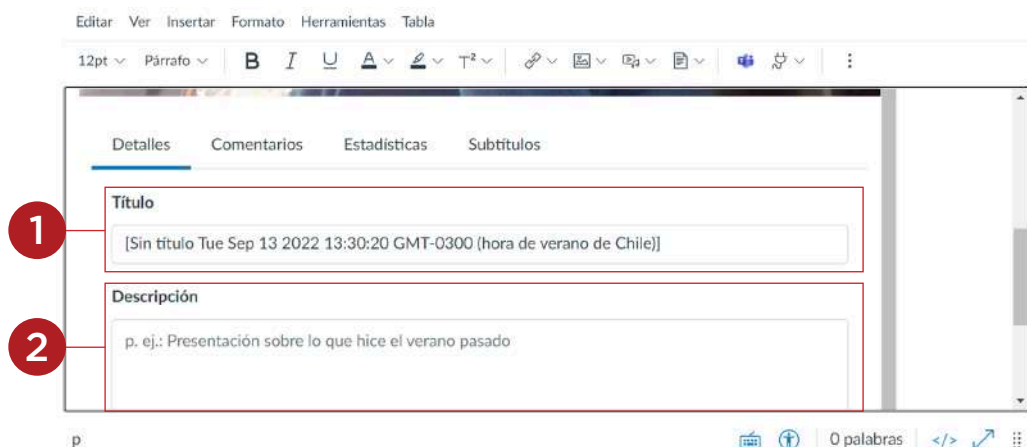 Editar Ver Insertar Formato Herramientas Tabla
12pt Párrafo B I U A T²
Detalles Comentarios Estadísticas Subtítulos
Título
1
[Sin título Tue Sep 13 2022 13:30:20 GMT-0300 (hora de verano de Chile)]
Descripción
2
p. ej.: Presentación sobre lo que hice el verano pasado
p 0 palabras </>